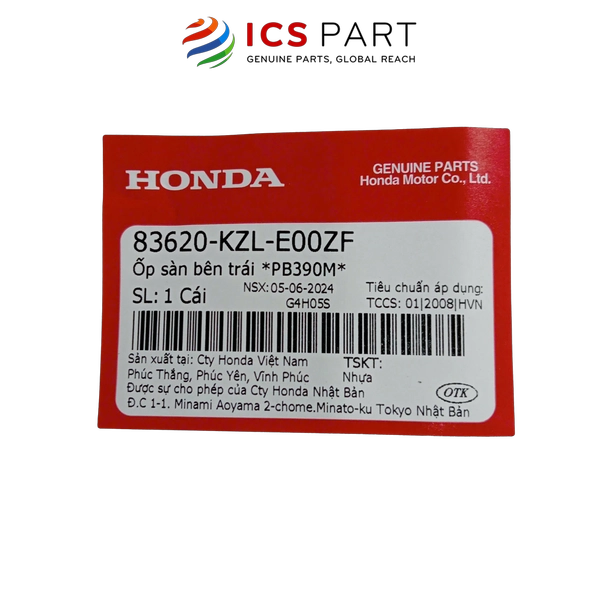 ICS PART
GENUINE PARTS, GLOBAL REACH
HONDA
GENUINE PARTS
Honda Motor Co., Ltd.
83620-KZL-E00ZF
Ốp sàn bên trái *PB390M*
SL: 1 Cái
NSX: 05-06-2024
G4H05S
Tiêu chuẩn áp dụng:
TCCS: 01|2008|HVN
Sản xuất tại: Cty Honda Việt Nam
Phúc Thắng, Phúc Yên, Vĩnh Phúc
Được sự cho phép của Cty Honda Nhật Bản
Đ.C 1-1. Minami Aoyama 2-chome.Minato-ku Tokyo Nhật Bản
TSKT:
Nhựa
OTK